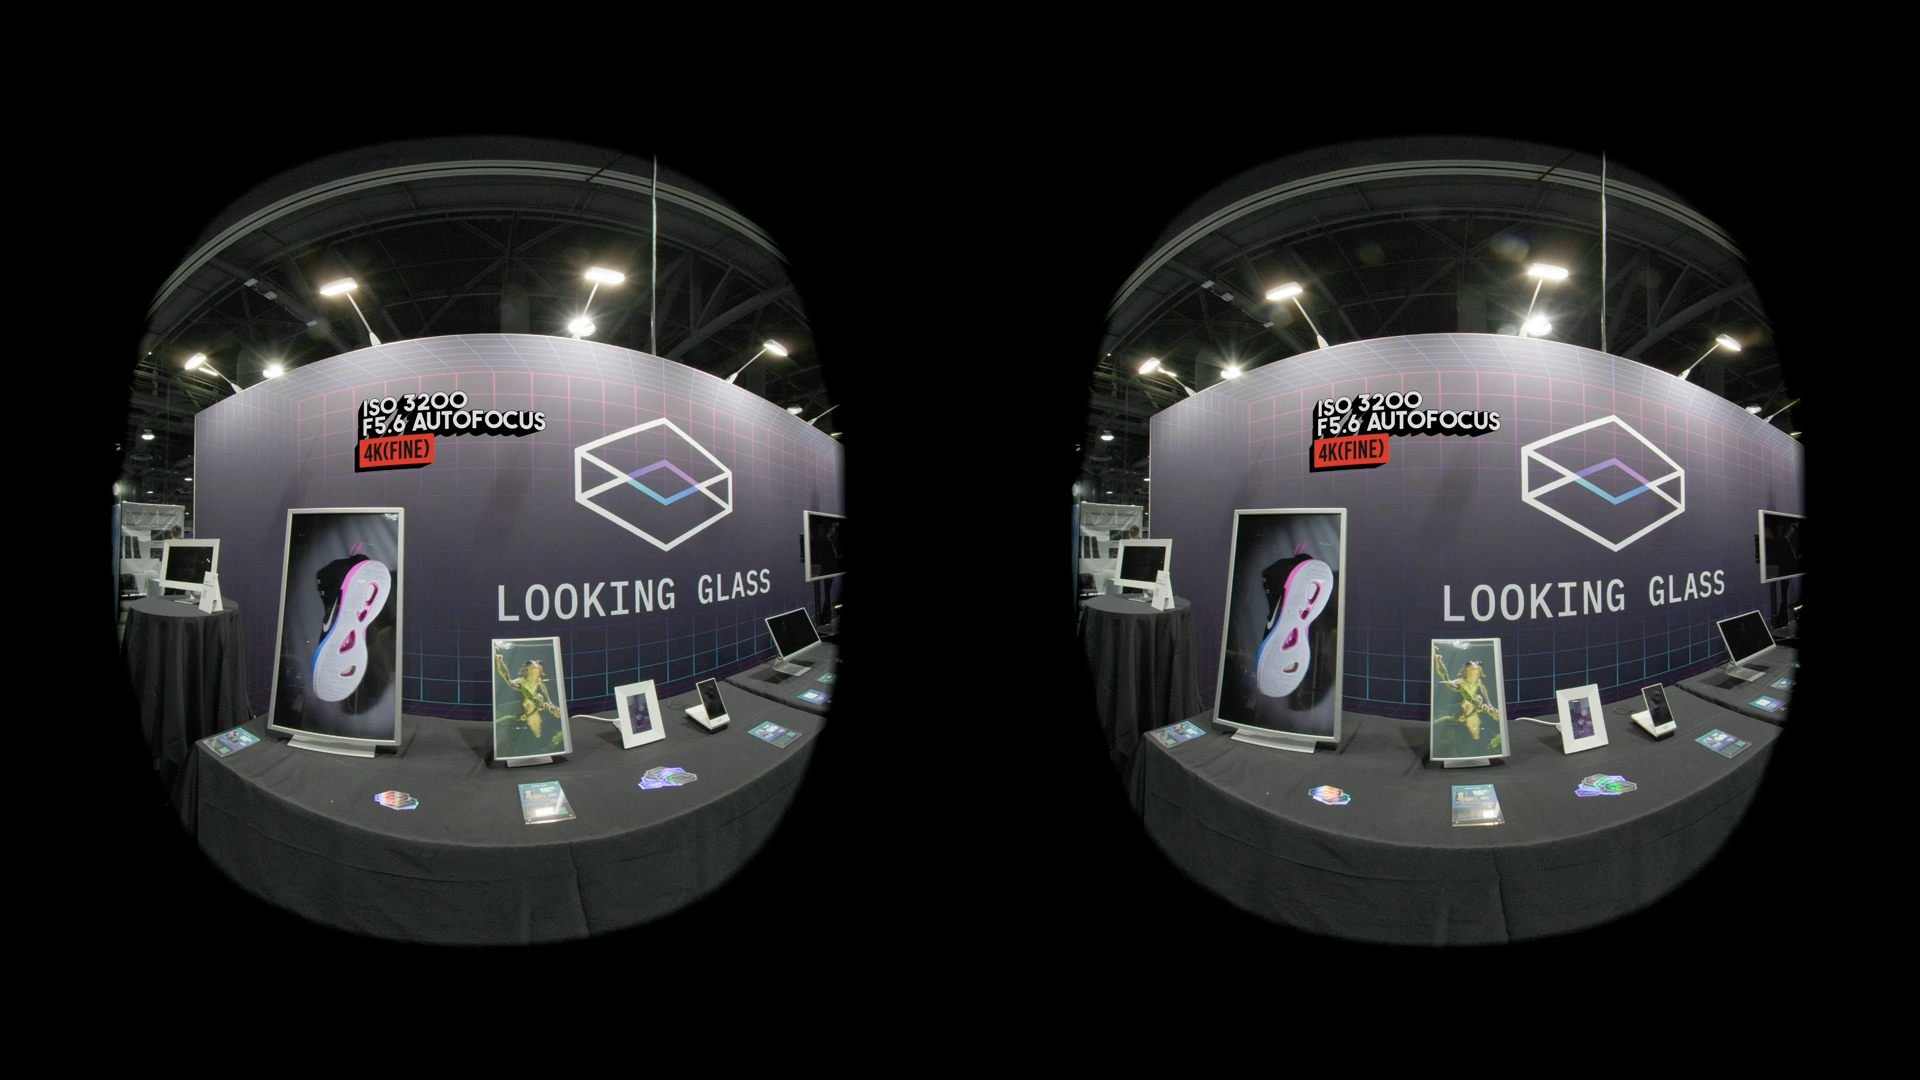 ISO 3200
F5.6 AUTOFOCUS
4K(FINE)
LOOKING GLASS
ISO 3200
F5.6 AUTOFOCUS
4K(FINE)
LOOKING GLASS